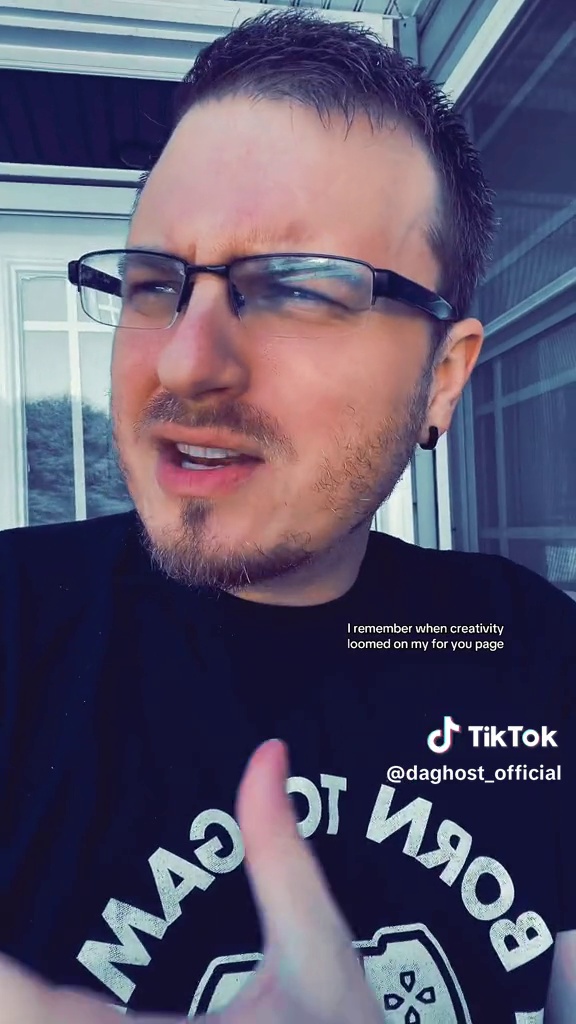 I remember when creativity
loomed on my for you page
TikTok
@daghost_official
BORN TO GAM